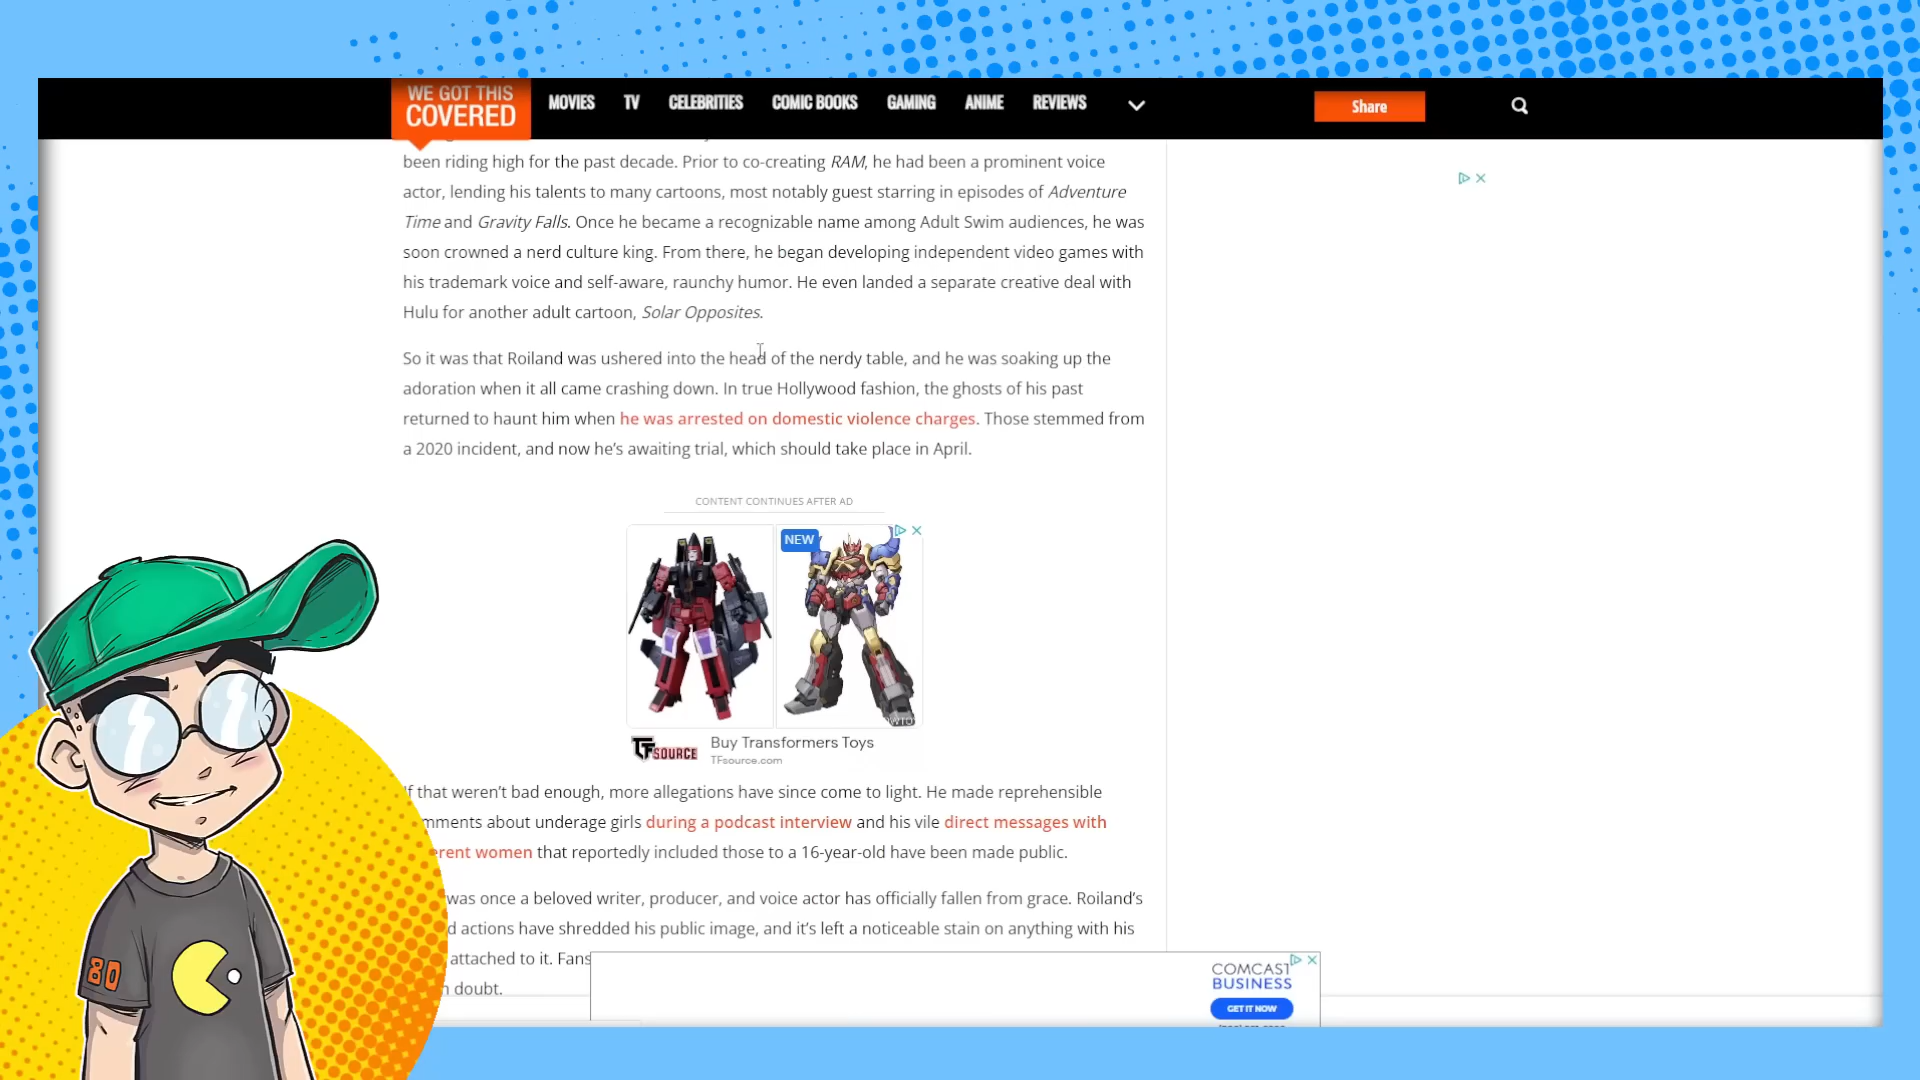 WE GOT THIS
COVERED
MOVIES TV CELEBRITIES COMIC BOOKS GAMING ANIME REVIEWS
Share
been riding high for the past decade. Prior to co-creating RAM, he had been a prominent voice
actor, lending his talents to many cartoons, most notably guest starring in episodes of Adventure
Time and Gravity Falls. Once he became a recognizable name among Adult Swim audiences, he was
soon crowned a nerd culture king. From there, he began developing independent video games with
his trademark voice and self-aware, raunchy humor. He even landed a separate creative deal with
Hulu for another adult cartoon, Solar Opposites.
So it was that Roiland was ushered into the head of the nerdy table, and he was soaking up the
adoration when it all came crashing down. In true Hollywood fashion, the ghosts of his past
returned to haunt him when he was arrested on domestic violence charges. Those stemmed from
a 2020 incident, and now he's awaiting trial, which should take place in April.
CONTENT CONTINUES AFTER AD
NEW
TF SOURCE
Buy Transformers Toys
TFsource.com
If that weren't bad enough, more allegations have since come to light. He made reprehensible
mments about underage girls during a podcast interview and his vile direct messages with
erent women that reportedly included those to a 16-year-old have been made public.
was once a beloved writer, producer, and voice actor has officially fallen from grace. Roiland's
d actions have shredded his public image, and it's left a noticeable stain on anything with his
attached to it. Fans
doubt.
COMCAST
BUSINESS
GET IT NOW
80